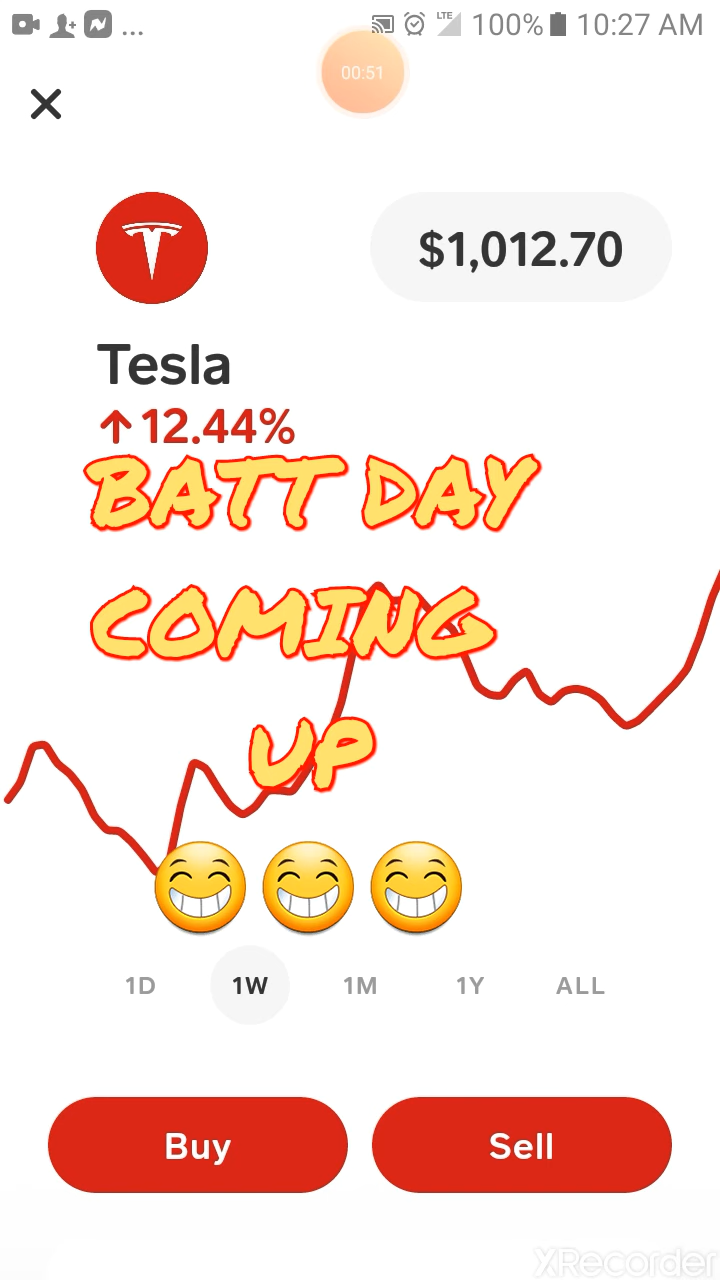 ... LTE 100% 10:27 AM
00:51
$1,012.70
Tesla
↑12.44%
BATT DAY
COMING
UP
1D 1W 1M 1Y ALL
Buy Sell
XRecorder